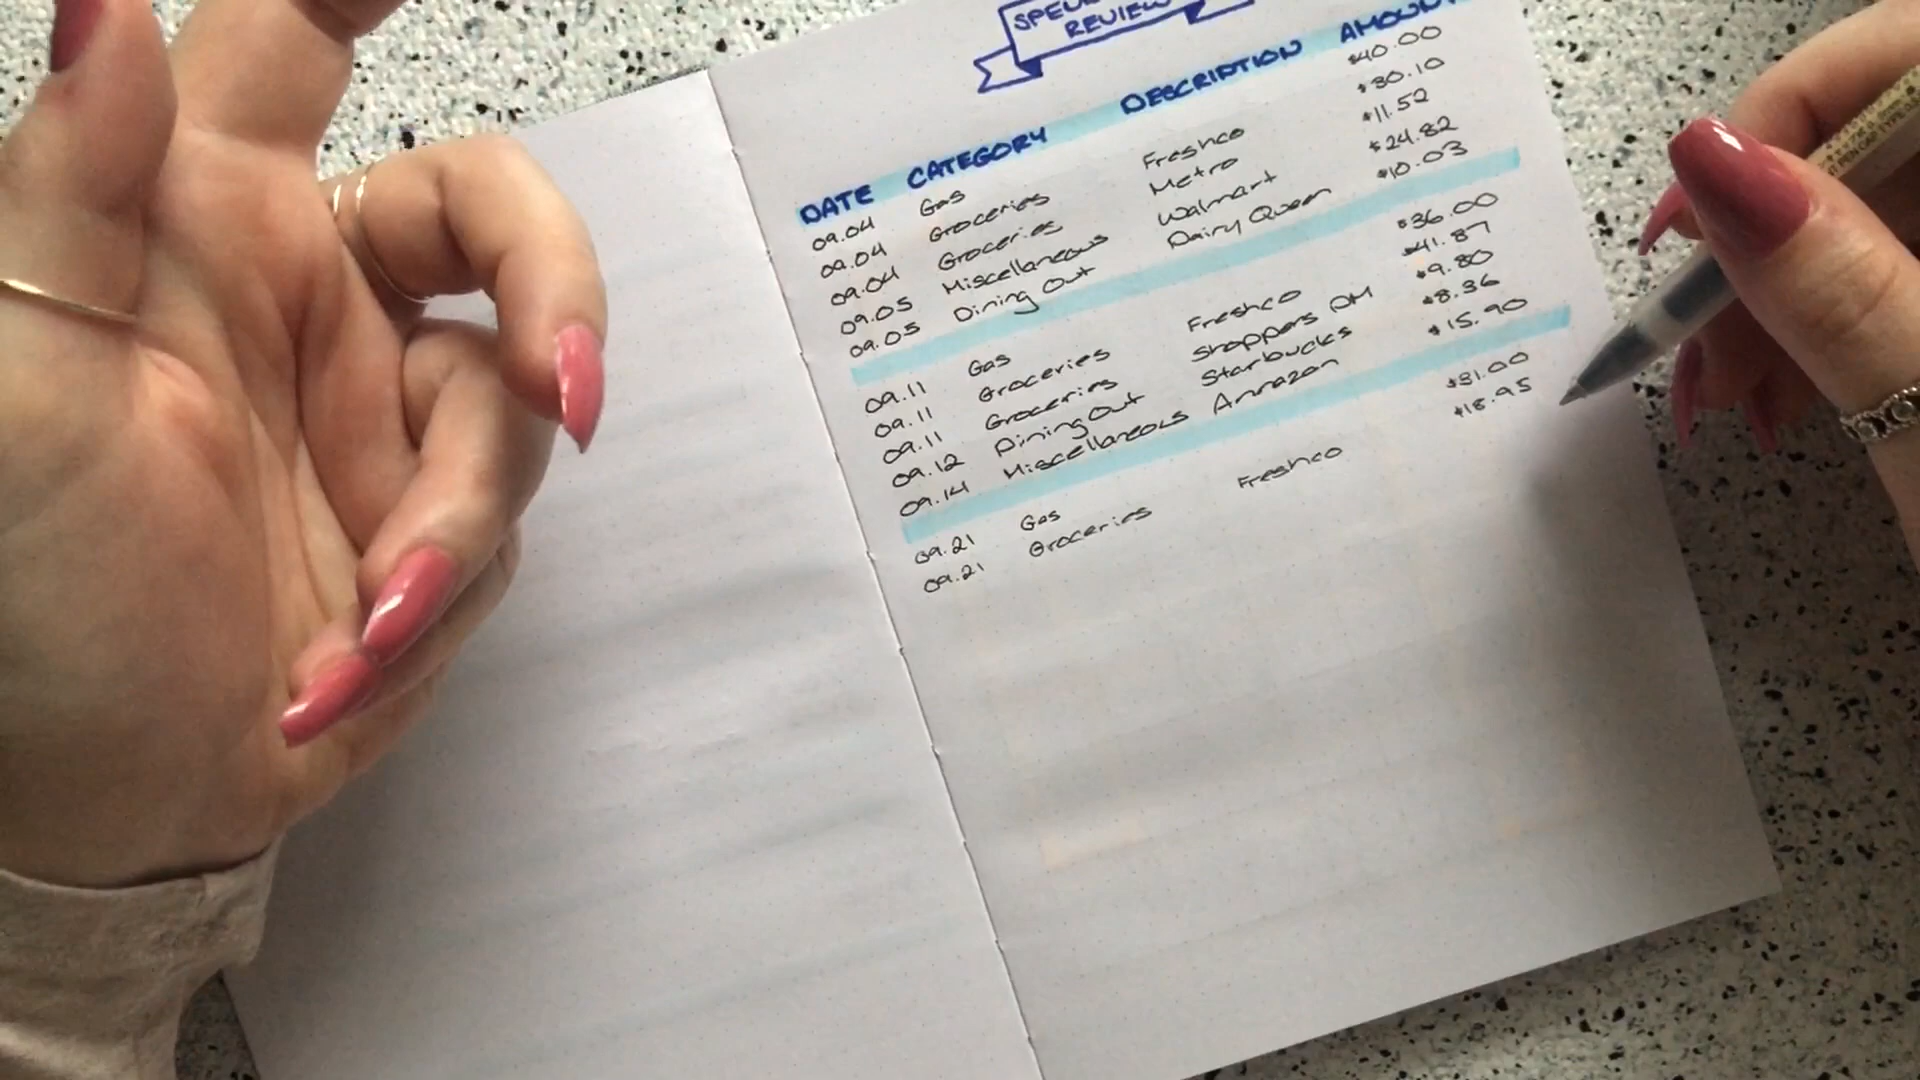 REVIEW
DATE CATEGORY DESCRIPTION AMOUNT
09.04 Gas $40.00
09.04 Groceries Freshco $30.10
09.04 Groceries Metro $11.52
09.05 Miscellaneous Walmart $24.82
09.05 Dining Out Dairy Queen $10.03
09.11 Gas $36.00
09.11 Groceries Freshco $41.87
09.11 Groceries Shoppers DM $9.80
09.12 Dining Out Starbucks $8.36
09.14 Miscellaneous Amazon $15.90
09.21 Gas $31.00
09.21 Groceries Freshco $18.95